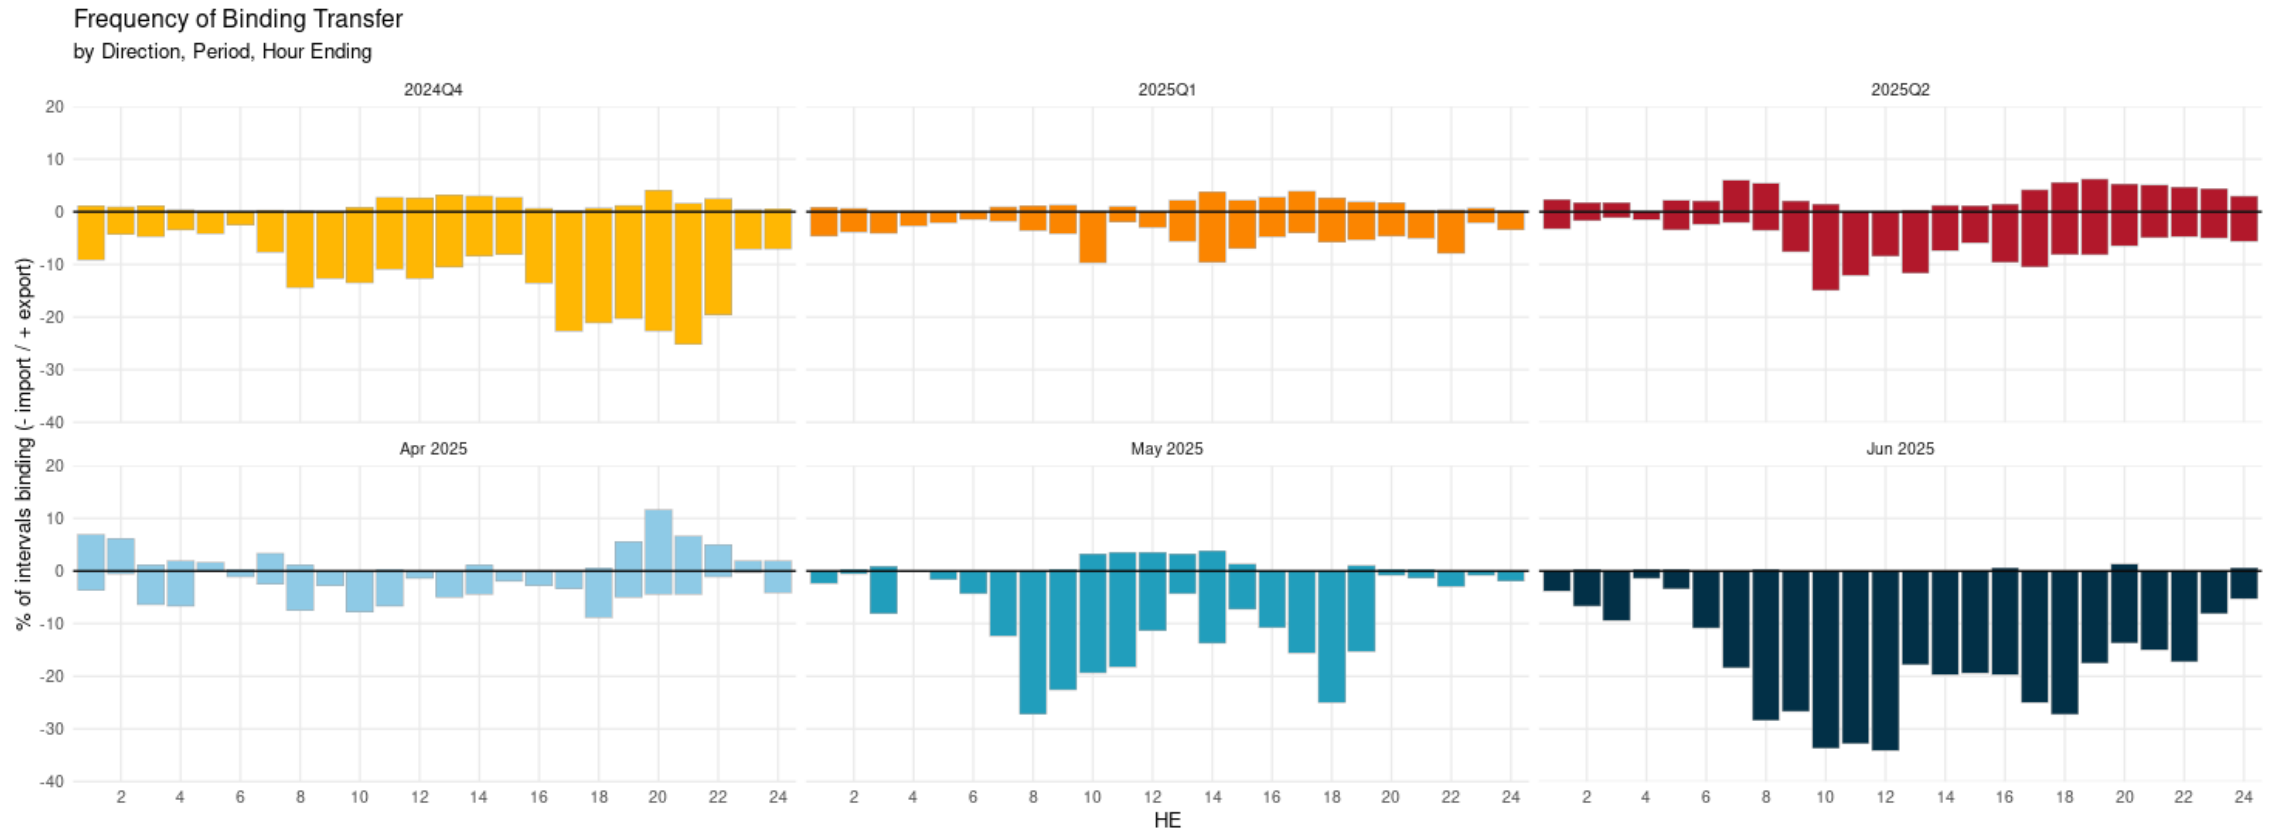 Frequency of Binding Transfer
by Direction, Period, Hour Ending
2024Q4
2025Q1
2025Q2
20
10
0
-10
-20
-30
-40
Apr 2025
May 2025
Jun 2025
20
10
0
-10
-20
-30
-40
% of intervals binding (- import / + export)
2 4 6 8 10 12 14 16 18 20 22 24
2 4 6 8 10 12 14 16 18 20 22 24
2 4 6 8 10 12 14 16 18 20 22 24
HE